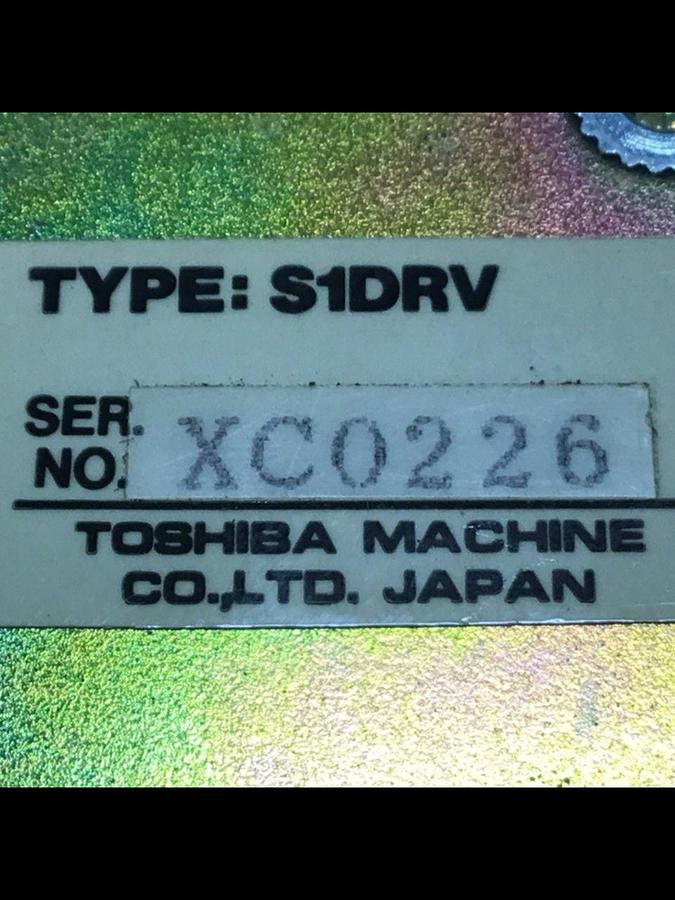 TYPE: S1DRV
SER. NO. XC0226
TOSHIBA MACHINE
CO.,LTD. JAPAN